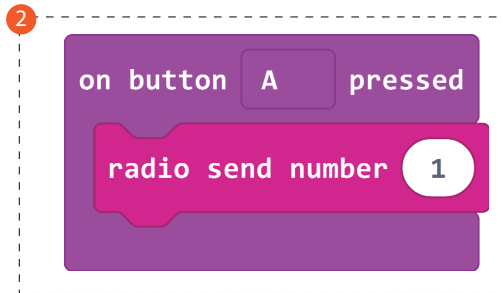 2
on button A pressed
radio send number 1